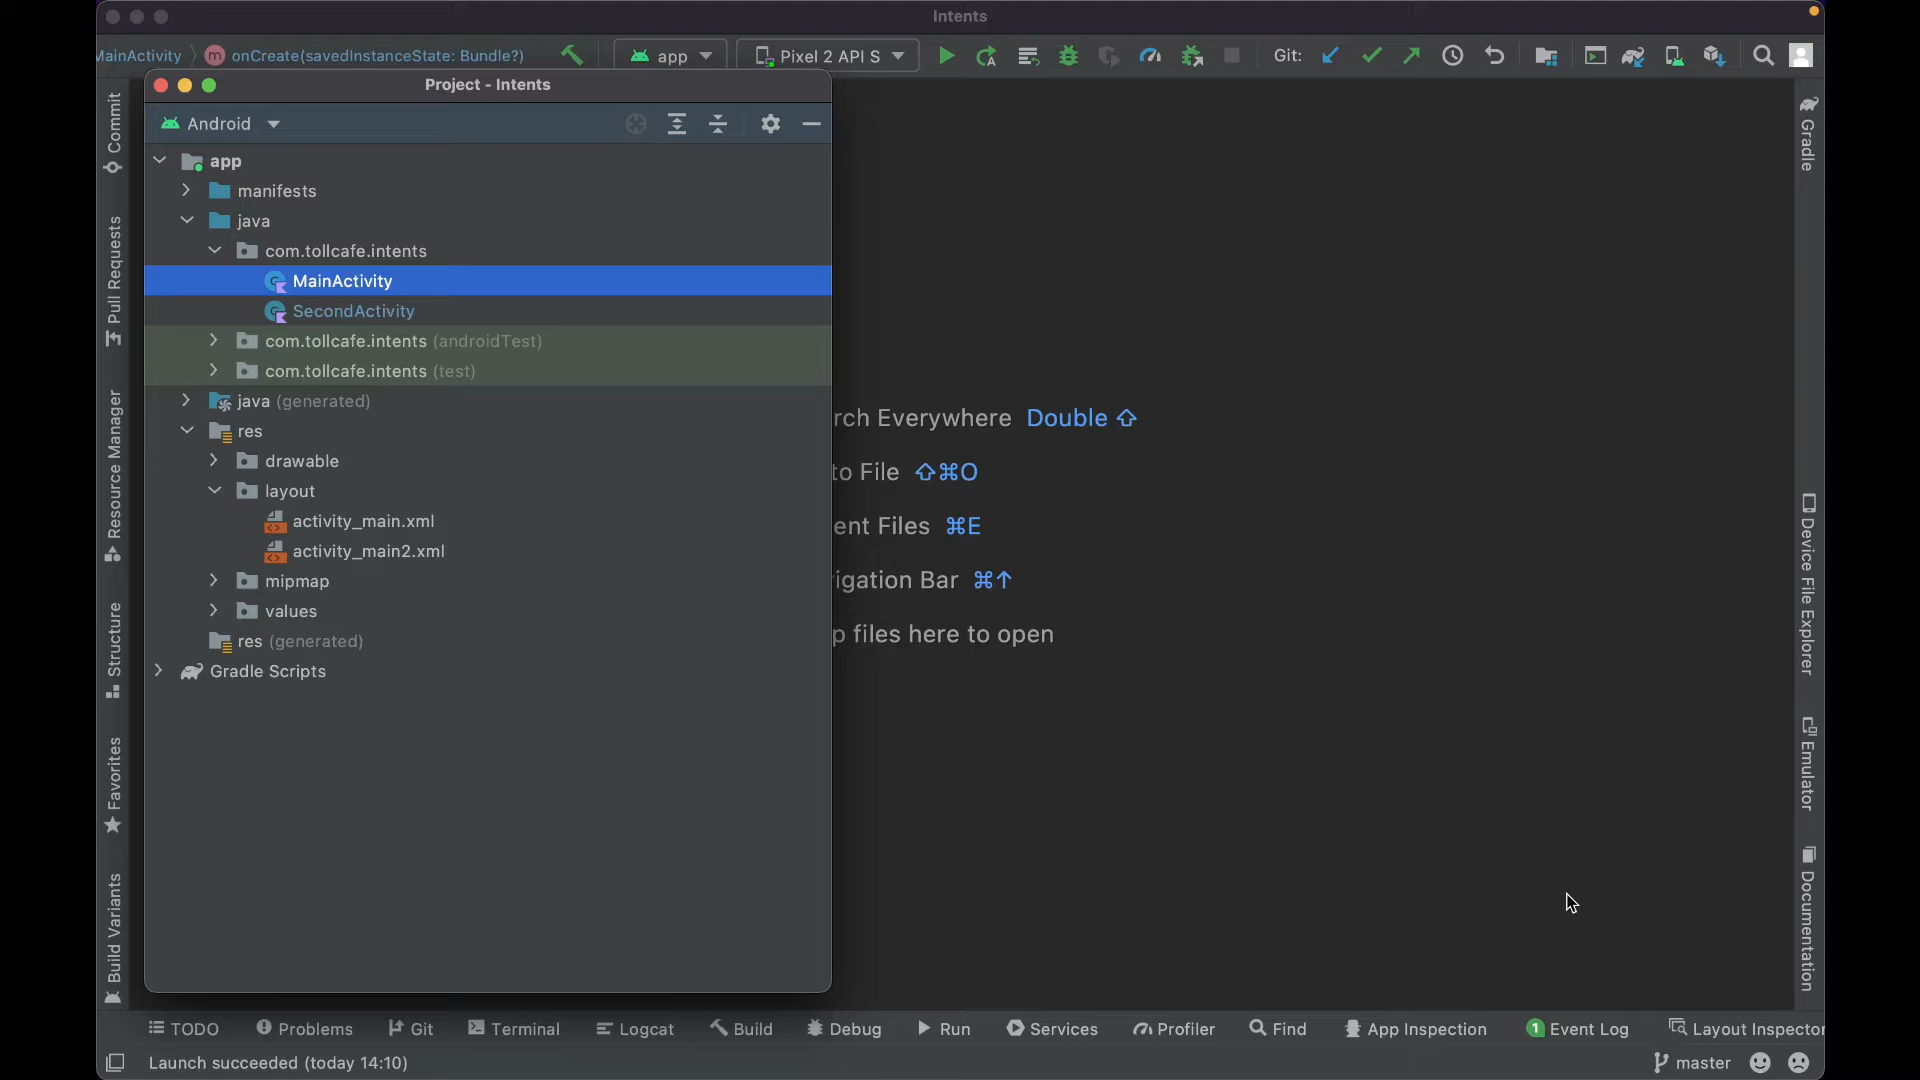 Intents
MainActivity
onCreate(savedInstanceState: Bundle?)
app
Pixel 2 API S
Git:
Project - Intents
Android
app
manifests
java
com.tollcafe.intents
MainActivity
SecondActivity
com.tollcafe.intents (androidTest)
com.tollcafe.intents (test)
java (generated)
res
drawable
layout
activity_main.xml
activity_main2.xml
mipmap
values
res (generated)
Gradle Scripts
rch Everywhere Double ⇧
to File ⇧⌘O
ent Files ⌘E
igation Bar ⌘↑
p files here to open
Commit
Pull Requests
Resource Manager
Structure
Favorites
Build Variants
Gradle
Device File Explorer
Emulator
Documentation
TODO
Problems
Git
Terminal
Logcat
Build
Debug
Run
Services
Profiler
Find
App Inspection
1 Event Log
Layout Inspector
Launch succeeded (today 14:10)
master